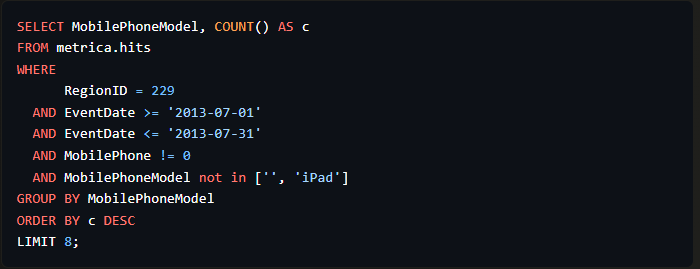 SELECT MobilePhoneModel, COUNT() AS c
FROM metrica.hits
WHERE
      RegionID = 229
  AND EventDate >= '2013-07-01'
  AND EventDate <= '2013-07-31'
  AND MobilePhone != 0
  AND MobilePhoneModel not in ['', 'iPad']
GROUP BY MobilePhoneModel
ORDER BY c DESC
LIMIT 8;